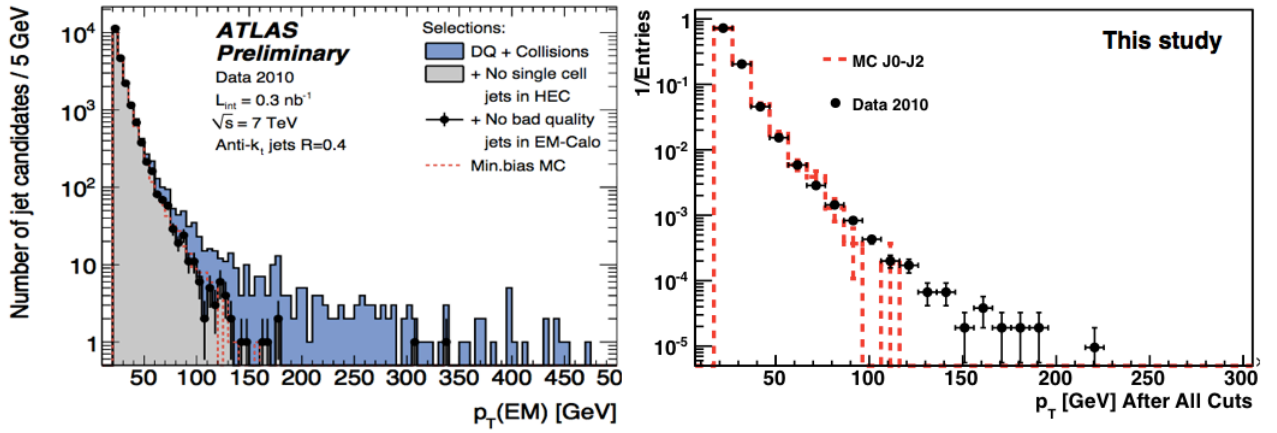 Number of jet candidates / 5 GeV
10⁴
10³
10²
10
1
ATLAS
Preliminary
Data 2010
L_int = 0.3 nb⁻¹
√s = 7 TeV
Anti-k_t jets R=0.4
Selections:
DQ + Collisions
+ No single cell
jets in HEC
+ No bad quality
jets in EM-Calo
Min.bias MC
50 100 150 200 250 300 350 400 450 500
p_T(EM) [GeV]
1/Entries
1
10⁻¹
10⁻²
10⁻³
10⁻⁴
10⁻⁵
This study
MC J0-J2
Data 2010
50 100 150 200 250 300
p_T [GeV] After All Cuts